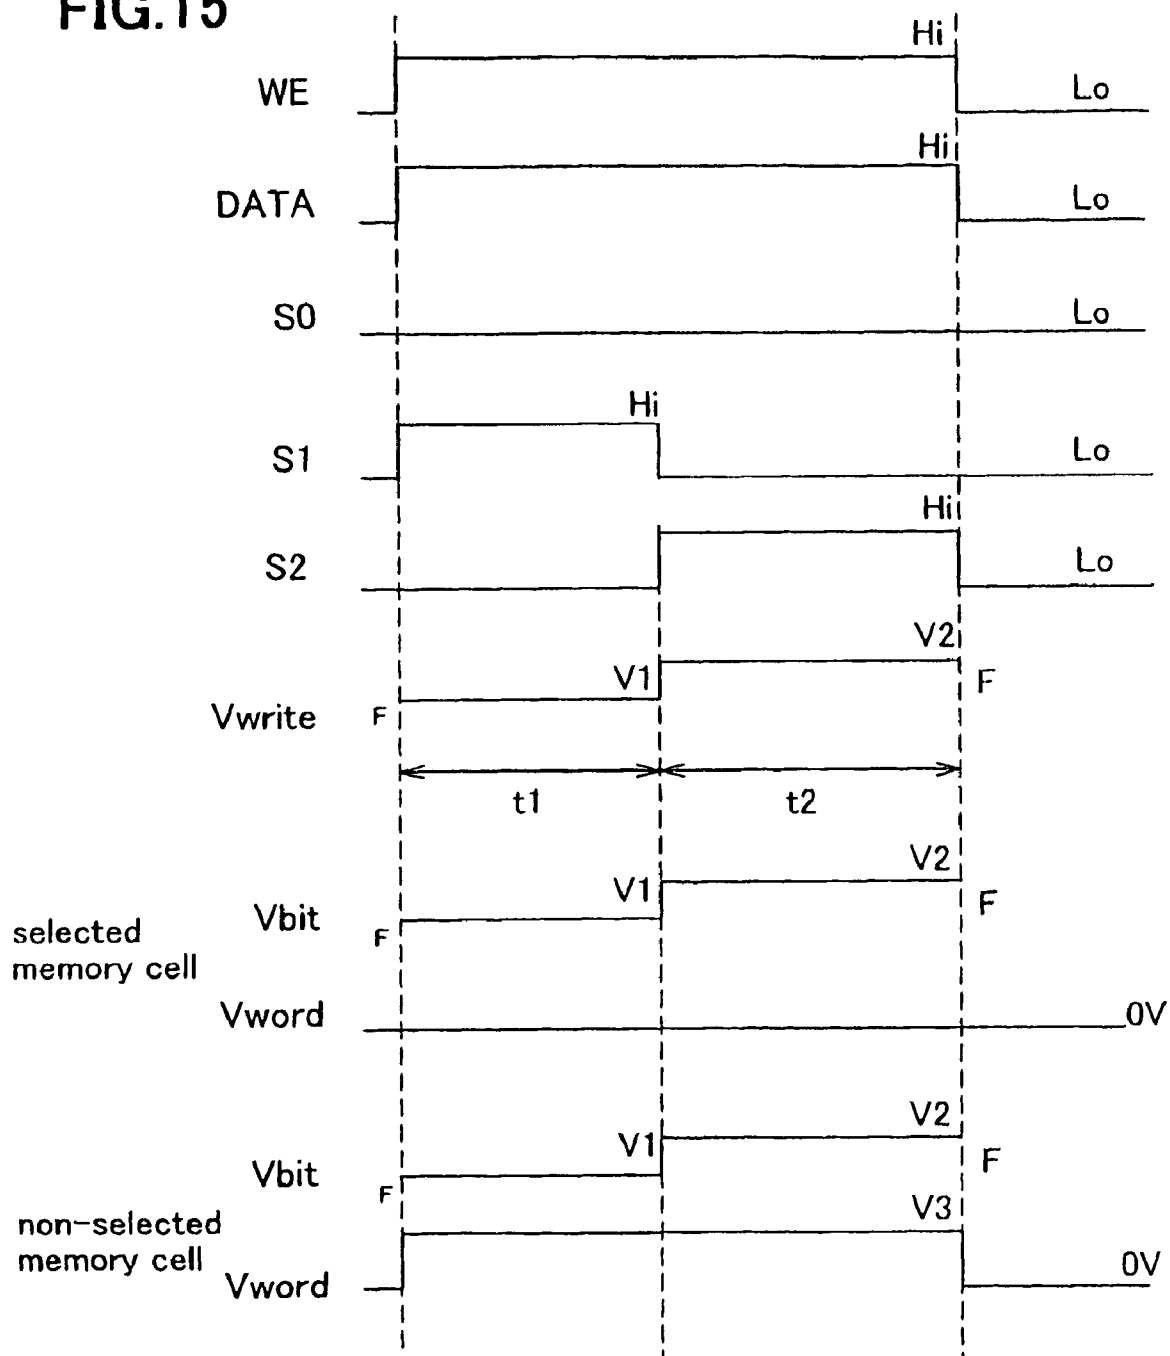 FIG.15
Hi
WE
Lo
Hi
DATA
Lo
S0
Lo
Hi
S1
Lo
Hi
S2
Lo
V2
V1
F
Vwrite
F
t1
t2
V2
V1
Vbit
F
F
selected
memory cell
Vword
0V
V2
V1
Vbit
F
F
V3
non-selected
memory cell
0V
Vword